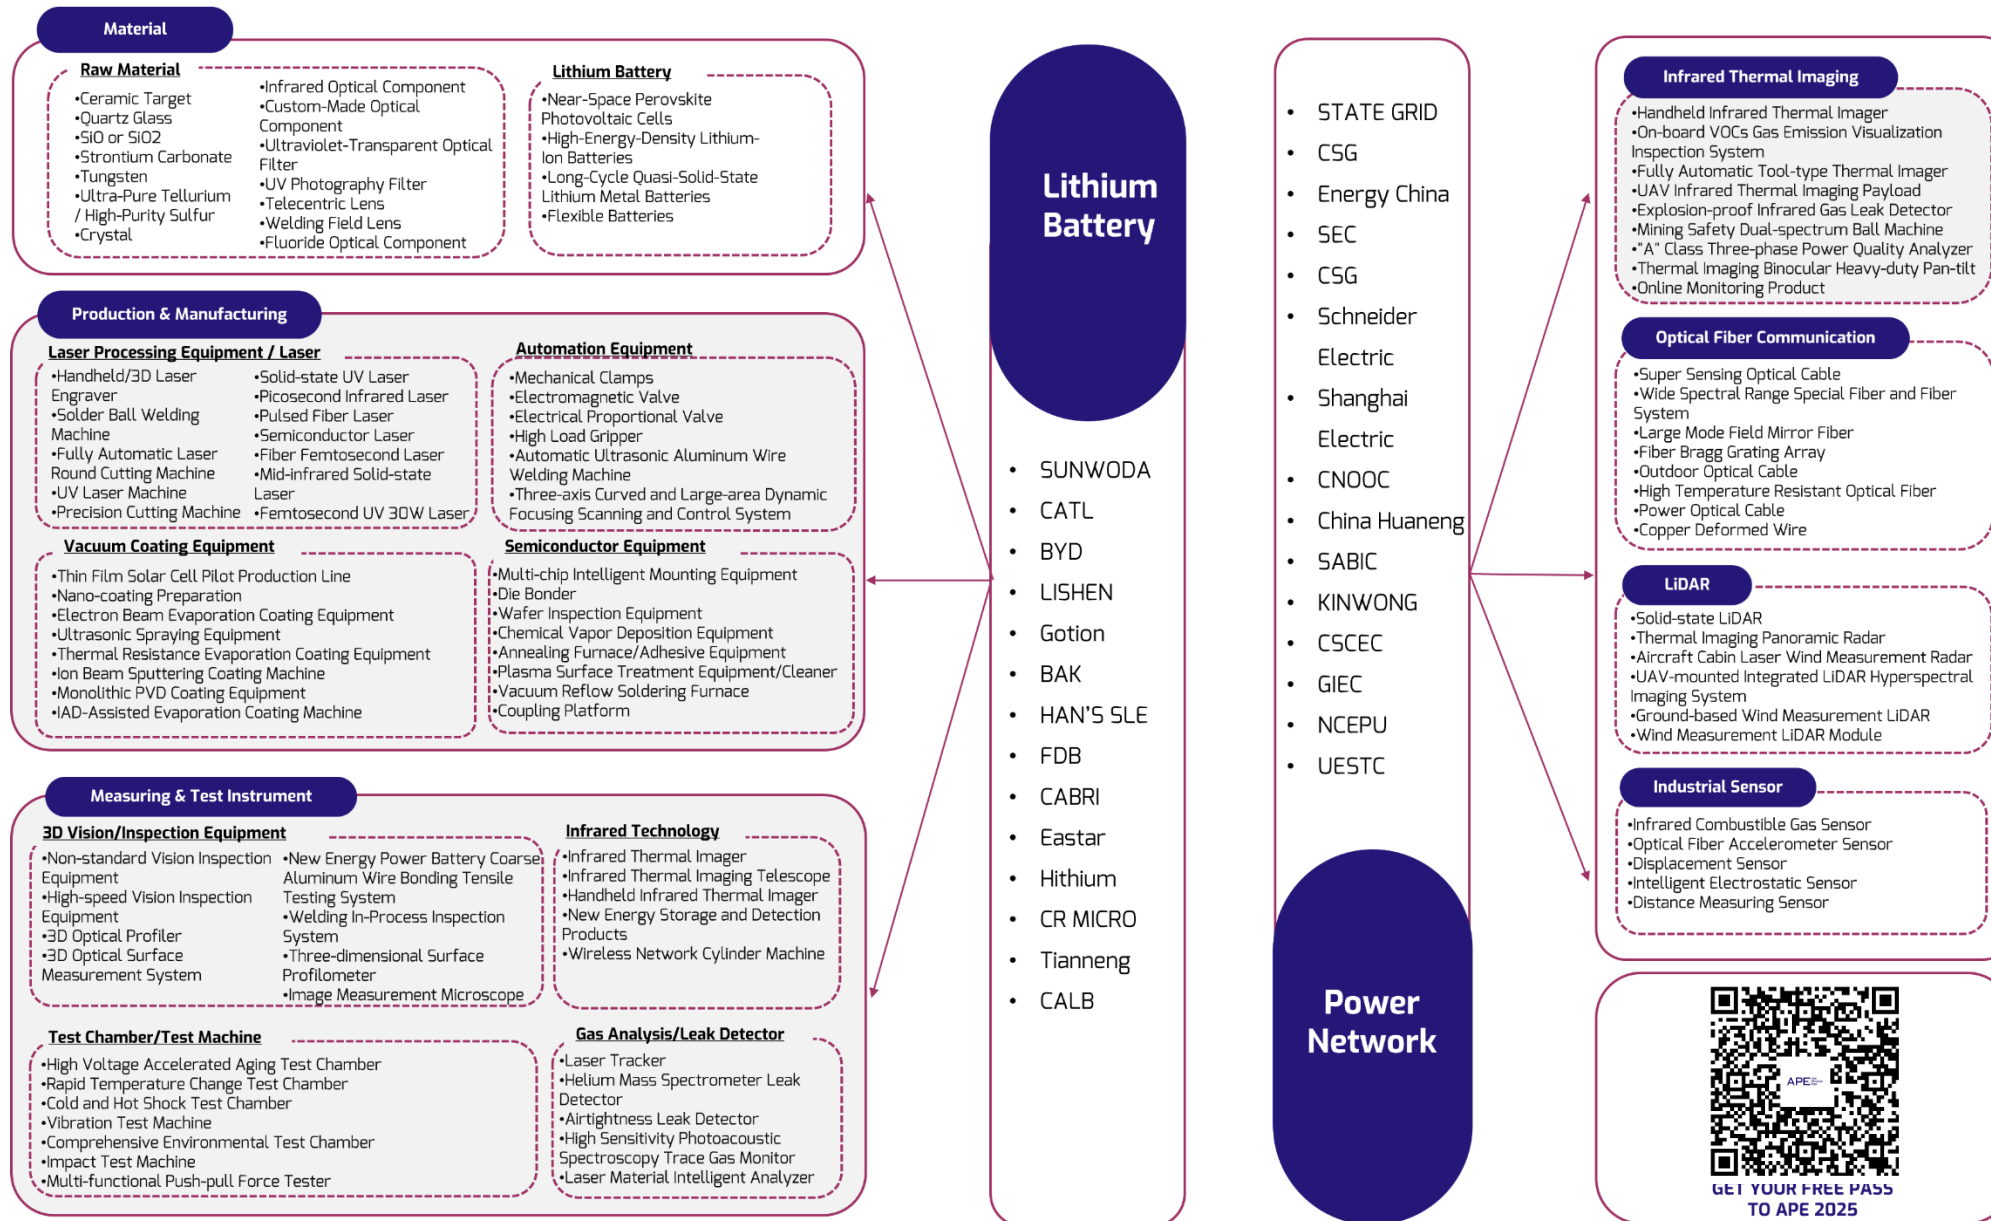 Material
Raw Material
•Ceramic Target
•Quartz Glass
•SiO or SiO2
•Strontium Carbonate
•Tungsten
•Ultra-Pure Tellurium
/ High-Purity Sulfur
•Crystal
•Infrared Optical Component
•Custom-Made Optical
Component
•Ultraviolet-Transparent Optical
Filter
•UV Photography Filter
•Telecentric Lens
•Welding Field Lens
•Fluoride Optical Component
Lithium Battery
•Near-Space Perovskite
Photovoltaic Cells
•High-Energy-Density Lithium-
Ion Batteries
•Long-Cycle Quasi-Solid-State
Lithium Metal Batteries
•Flexible Batteries
Production & Manufacturing
Laser Processing Equipment / Laser
•Handheld/3D Laser
Engraver
•Solder Ball Welding
Machine
•Fully Automatic Laser
Round Cutting Machine
•UV Laser Machine
•Precision Cutting Machine
•Solid-state UV Laser
•Picosecond Infrared Laser
•Pulsed Fiber Laser
•Semiconductor Laser
•Fiber Femtosecond Laser
•Mid-infrared Solid-state
Laser
•Femtosecond UV 30W Laser
Automation Equipment
•Mechanical Clamps
•Electromagnetic Valve
•Electrical Proportional Valve
•High Load Gripper
•Automatic Ultrasonic Aluminum Wire
Welding Machine
•Three-axis Curved and Large-area Dynamic
Focusing Scanning and Control System
Vacuum Coating Equipment
•Thin Film Solar Cell Pilot Production Line
•Nano-coating Preparation
•Electron Beam Evaporation Coating Equipment
•Ultrasonic Spraying Equipment
•Thermal Resistance Evaporation Coating Equipment
•Ion Beam Sputtering Coating Machine
•Monolithic PVD Coating Equipment
•IAD-Assisted Evaporation Coating Machine
Semiconductor Equipment
•Multi-chip Intelligent Mounting Equipment
•Die Bonder
•Wafer Inspection Equipment
•Chemical Vapor Deposition Equipment
•Annealing Furnace/Adhesive Equipment
•Plasma Surface Treatment Equipment/Cleaner
•Vacuum Reflow Soldering Furnace
•Coupling Platform
Measuring & Test Instrument
3D Vision/Inspection Equipment
•Non-standard Vision Inspection
Equipment
•High-speed Vision Inspection
Equipment
•3D Optical Profiler
•3D Optical Surface
Measurement System
•New Energy Power Battery Coarse
Aluminum Wire Bonding Tensile
Testing System
•Welding In-Process Inspection
System
•Three-dimensional Surface
Profilometer
•Image Measurement Microscope
Infrared Technology
•Infrared Thermal Imager
•Infrared Thermal Imaging Telescope
•Handheld Infrared Thermal Imager
•New Energy Storage and Detection
Products
•Wireless Network Cylinder Machine
Test Chamber/Test Machine
•High Voltage Accelerated Aging Test Chamber
•Rapid Temperature Change Test Chamber
•Cold and Hot Shock Test Chamber
•Vibration Test Machine
•Comprehensive Environmental Test Chamber
•Impact Test Machine
•Multi-functional Push-pull Force Tester
Gas Analysis/Leak Detector
•Laser Tracker
•Helium Mass Spectrometer Leak
Detector
•Airtightness Leak Detector
•High Sensitivity Photoacoustic
Spectroscopy Trace Gas Monitor
•Laser Material Intelligent Analyzer
Lithium
Battery
• SUNWODA
• CATL
• BYD
• LISHEN
• Gotion
• BAK
• HAN'S SLE
• FDB
• CABRI
• Eastar
• Hithium
• CR MICRO
• Tianneng
• CALB
• STATE GRID
• CSG
• Energy China
• SEC
• CSG
• Schneider
Electric
• Shanghai
Electric
• CNOOC
• China Huaneng
• SABIC
• KINWONG
• CSCEC
• GIEC
• NCEPU
• UESTC
Power
Network
Infrared Thermal Imaging
•Handheld Infrared Thermal Imager
•On-board VOCs Gas Emission Visualization
Inspection System
•Fully Automatic Tool-type Thermal Imager
•UAV Infrared Thermal Imaging Payload
•Explosion-proof Infrared Gas Leak Detector
•Mining Safety Dual-spectrum Ball Machine
•"A" Class Three-phase Power Quality Analyzer
•Thermal Imaging Binocular Heavy-duty Pan-tilt
•Online Monitoring Product
Optical Fiber Communication
•Super Sensing Optical Cable
•Wide Spectral Range Special Fiber and Fiber
System
•Large Mode Field Mirror Fiber
•Fiber Bragg Grating Array
•Outdoor Optical Cable
•High Temperature Resistant Optical Fiber
•Power Optical Cable
•Copper Deformed Wire
LiDAR
•Solid-state LiDAR
•Thermal Imaging Panoramic Radar
•Aircraft Cabin Laser Wind Measurement Radar
•UAV-mounted Integrated LiDAR Hyperspectral
Imaging System
•Ground-based Wind Measurement LiDAR
•Wind Measurement LiDAR Module
Industrial Sensor
•Infrared Combustible Gas Sensor
•Optical Fiber Accelerometer Sensor
•Displacement Sensor
•Intelligent Electrostatic Sensor
•Distance Measuring Sensor
APE
GET YOUR FREE PASS
TO APE 2025